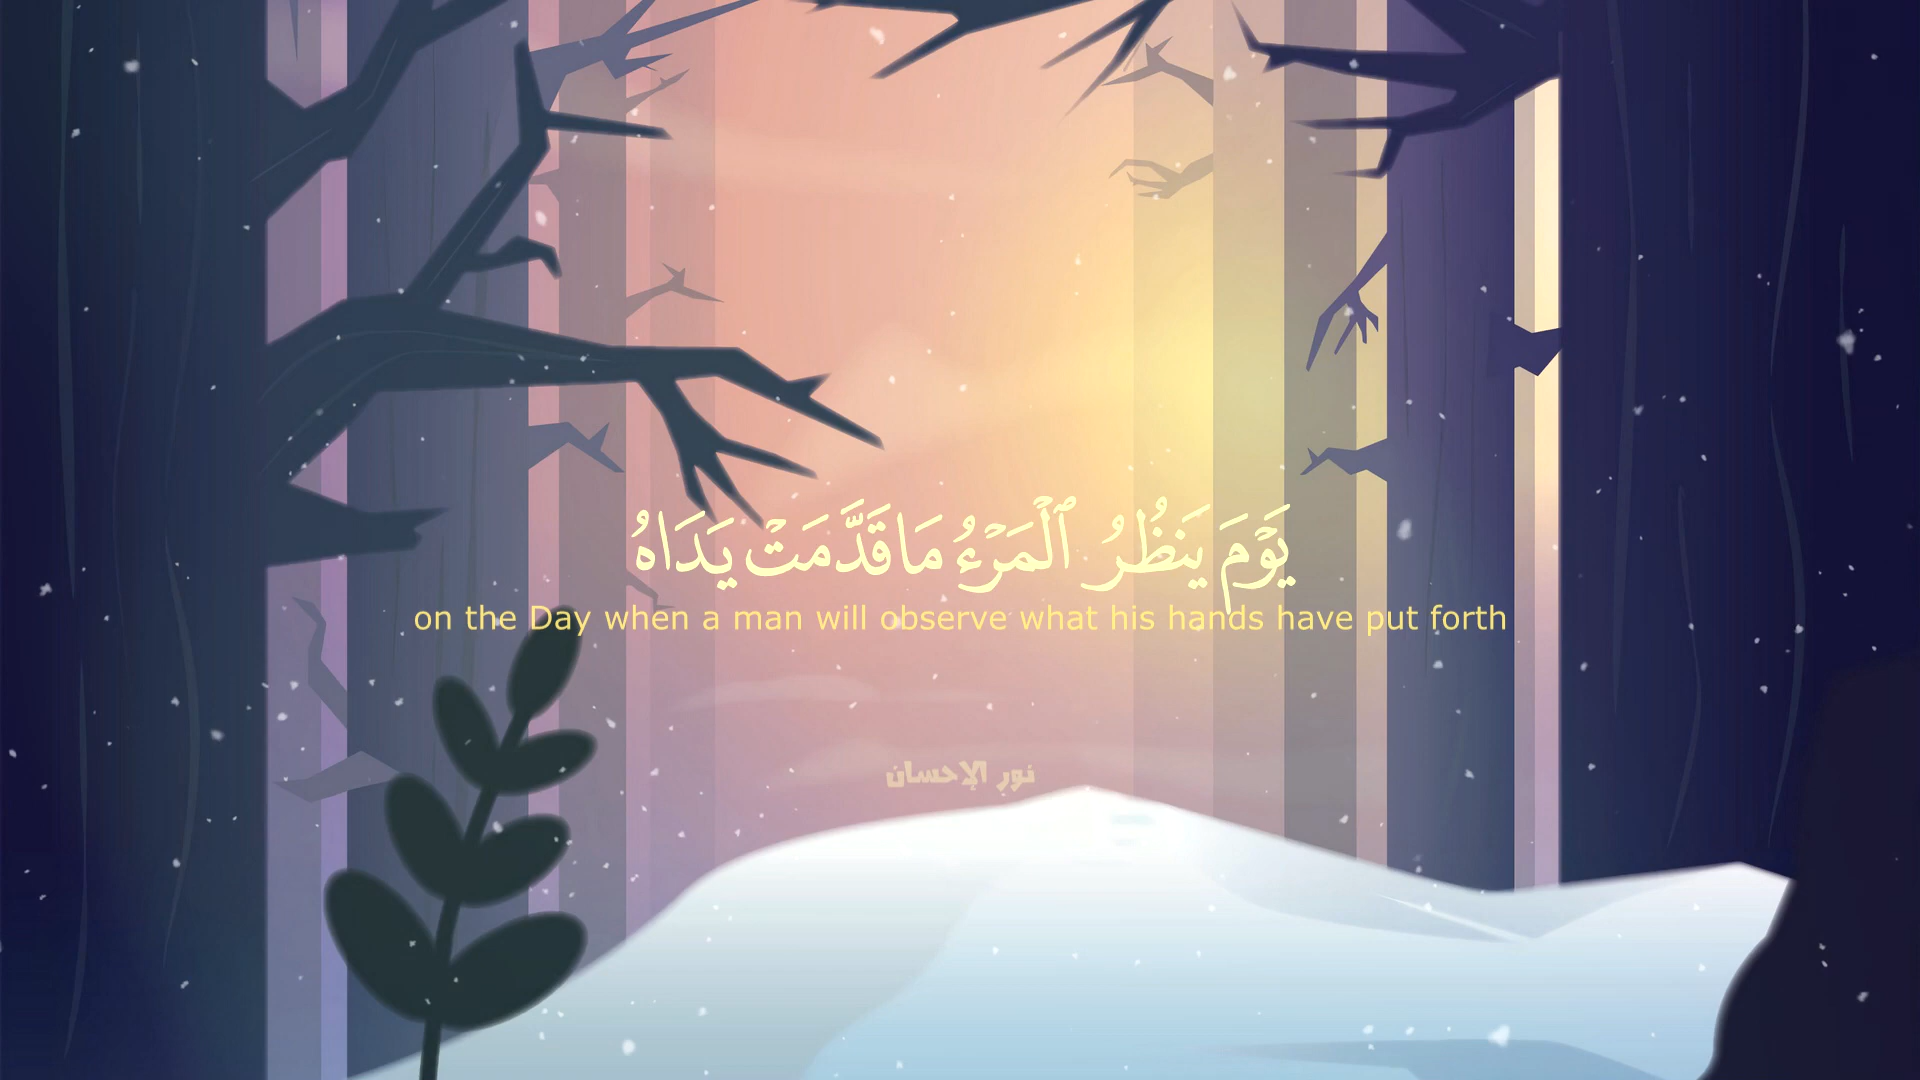 يَوْمَ يَنظُرُ ٱلْمَرْءُ مَا قَدَّمَتْ يَدَاهُ
on the Day when a man will observe what his hands have put forth
نور الإحسان